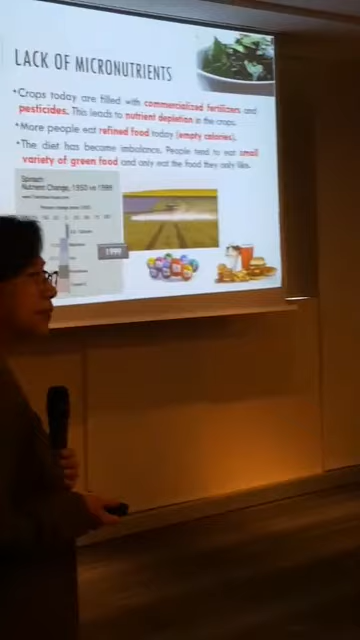 LACK OF MICRONUTRIENTS
•Crops today are filled with commercialized fertilizers and
pesticides. This leads to nutrient depletion in the crops.
•More people eat refined food today (empty calories).
•The diet has become imbalance. People tend to eat small
variety of green food and only eat the food they only like.
Spinach
Nutrient Change, 1950 vs 1999
1999